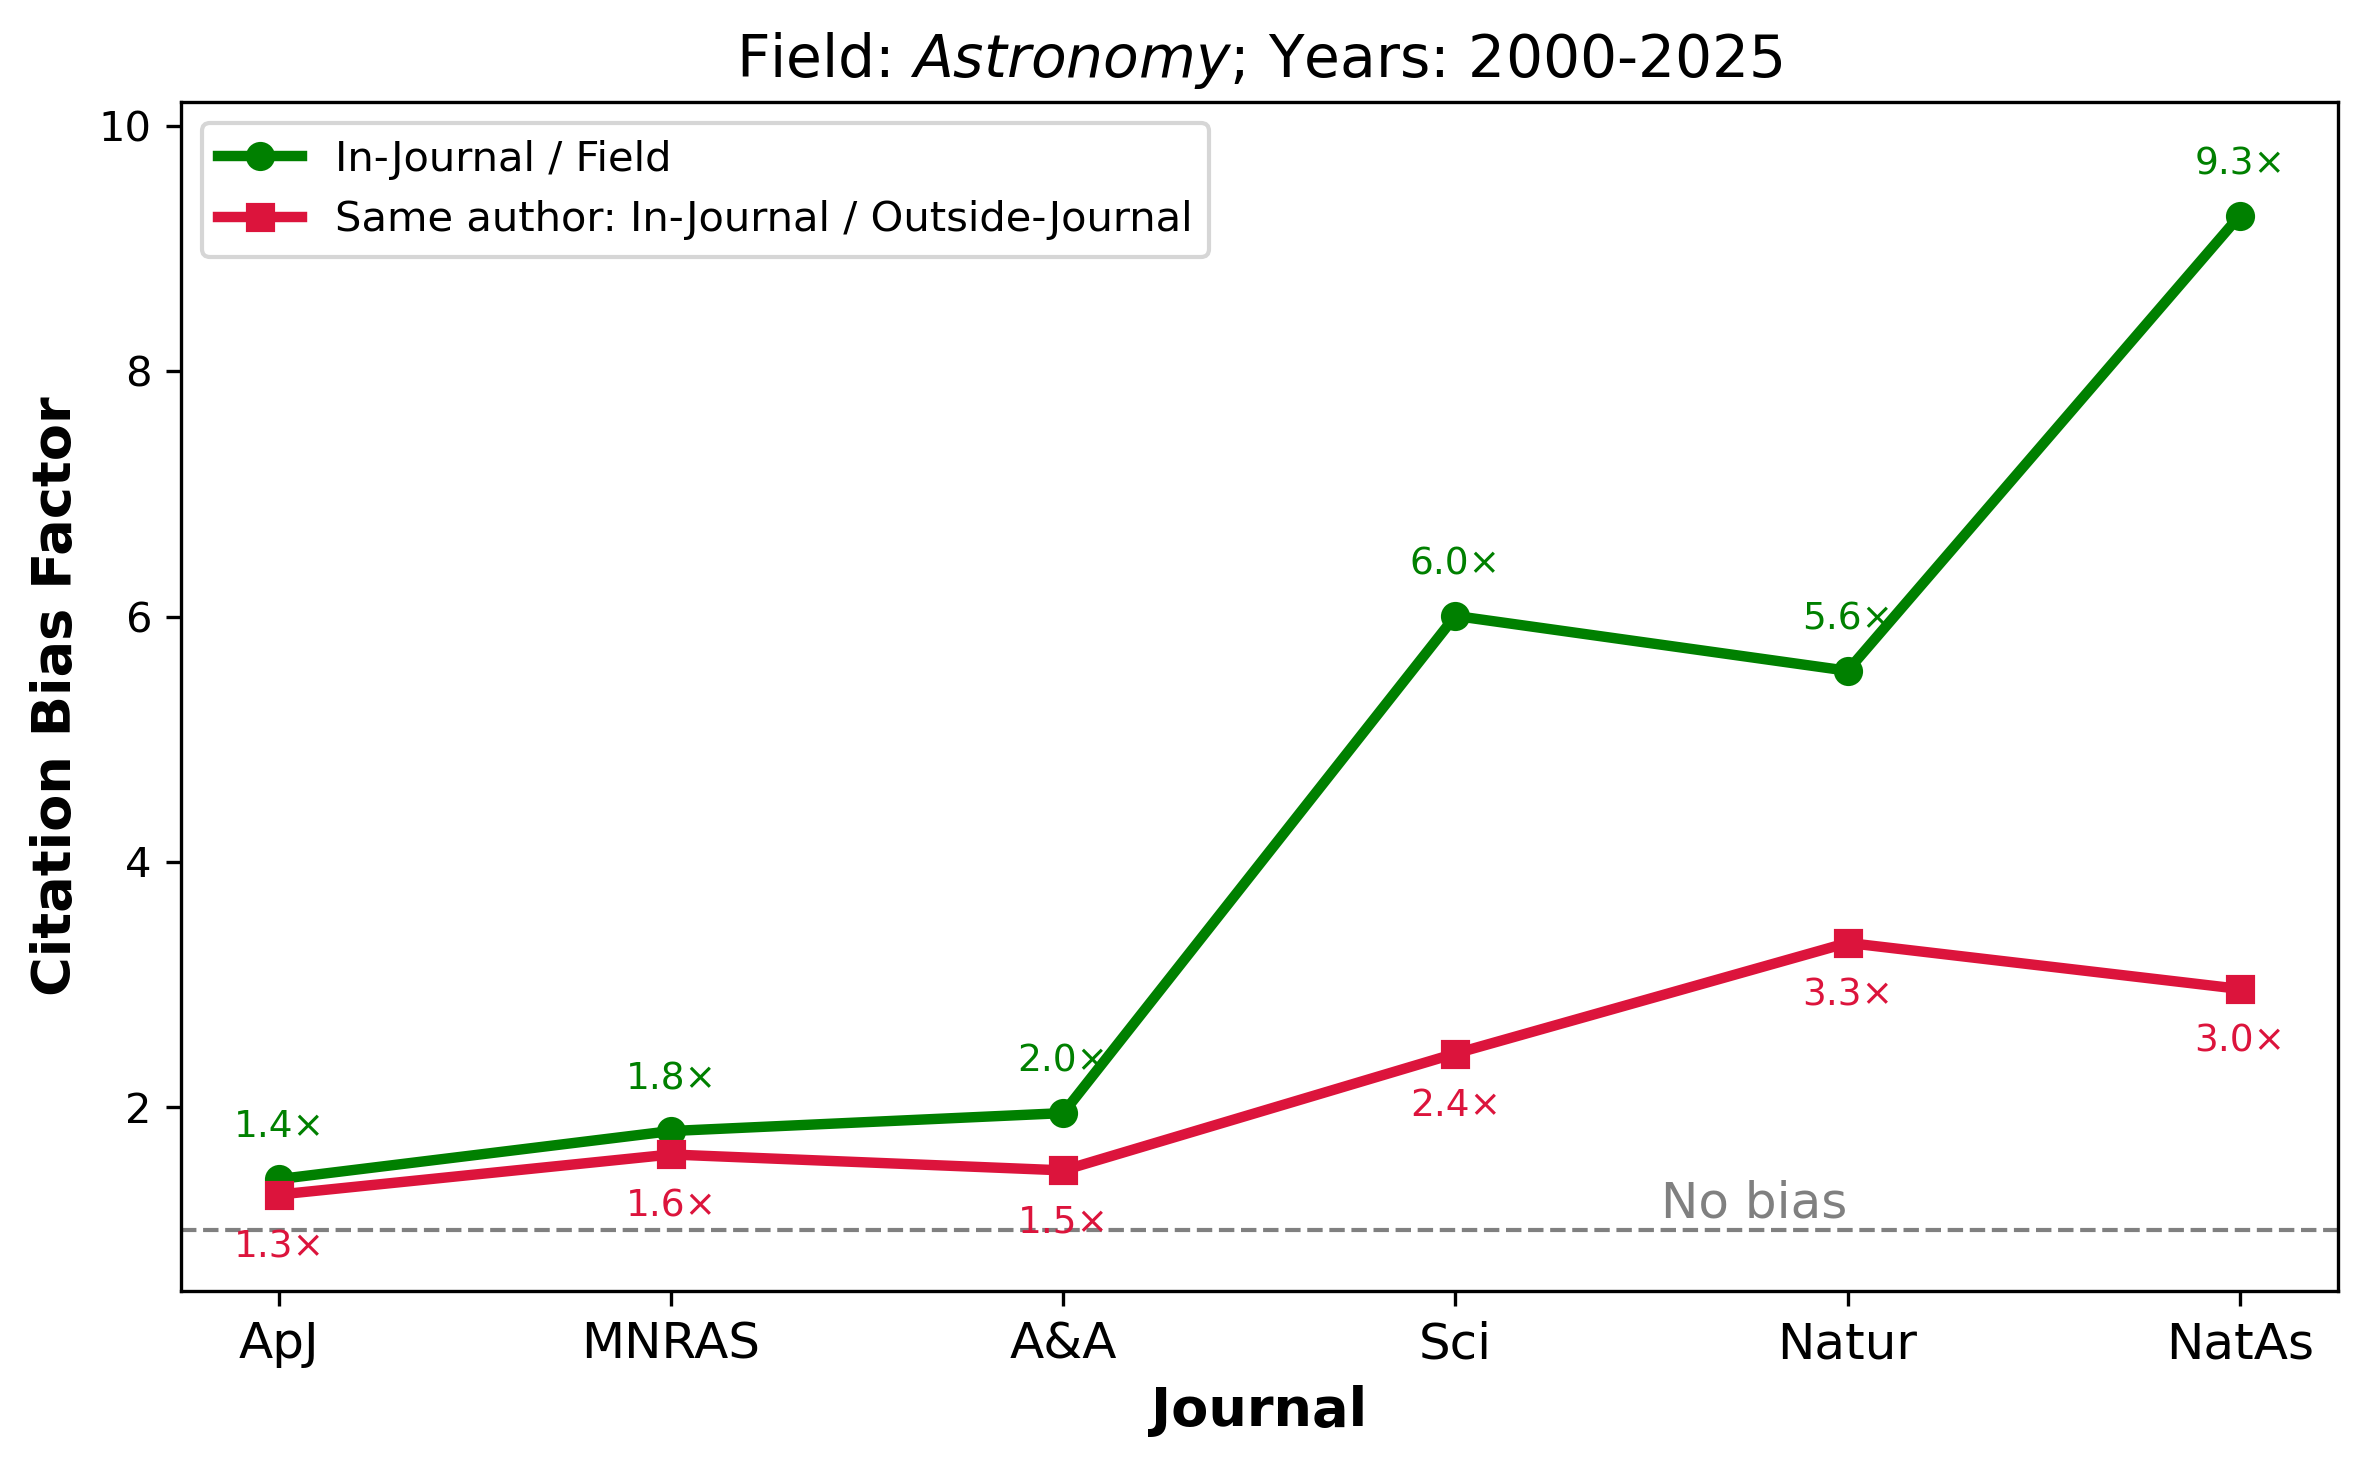 Field: Astronomy; Years: 2000-2025
10
8
6
4
2
Citation Bias Factor
In-Journal / Field
Same author: In-Journal / Outside-Journal
9.3×
6.0×
5.6×
3.3×
3.0×
2.0×
1.8×
2.4×
1.4×
1.6×
1.5×
1.3×
No bias
ApJ MNRAS A&A Sci Natur NatAs
Journal